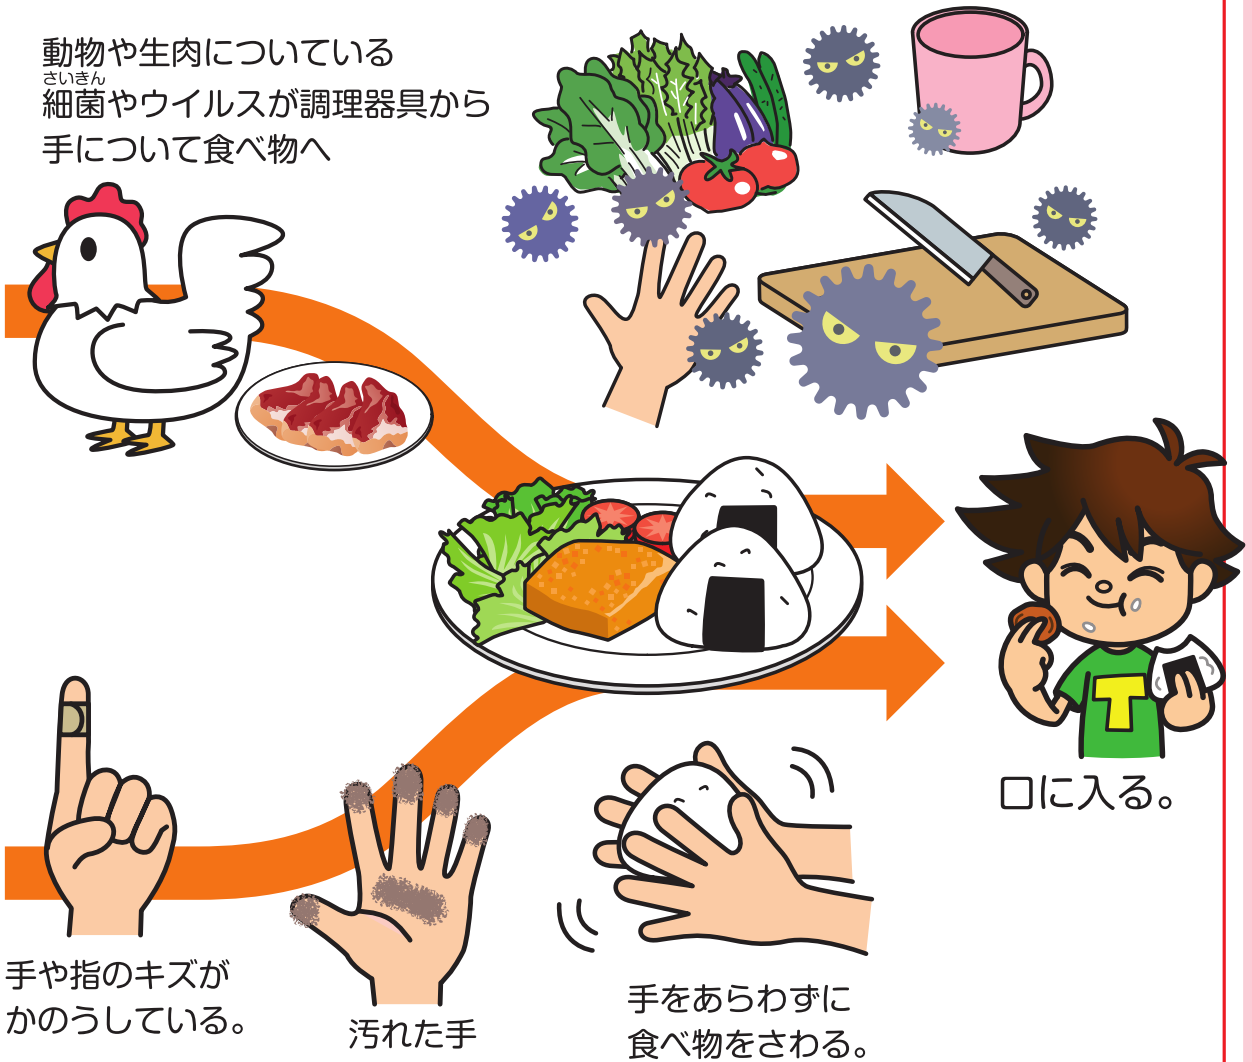 動物や生肉についている
さいきん
細菌やウイルスが調理器具から
手について食べ物へ
T
口に入る。
手や指のキズが
かのうしている。
汚れた手
手をあらわずに
食べ物をさわる。